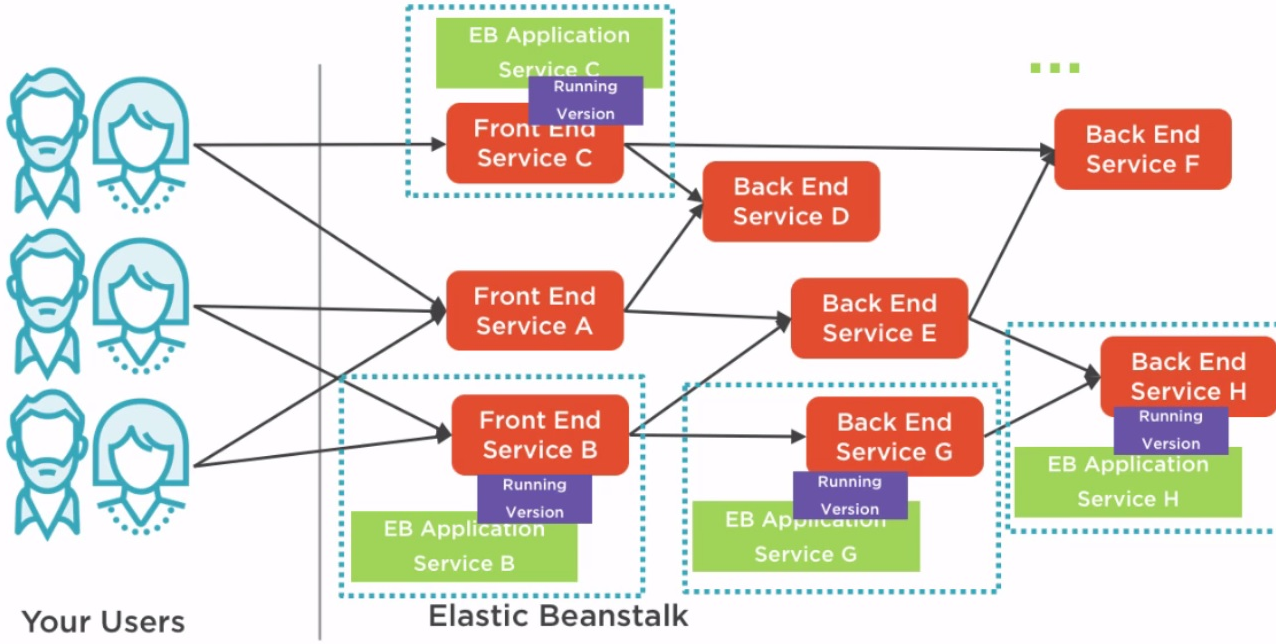 EB Application
Service C
Running
Version
Front End
Service C
Back End
Service F
Back End
Service D
Front End
Service A
Back End
Service E
Back End
Service H
Running
Version
EB Application
Service H
Front End
Service B
Running
Version
EB Application
Service B
Back End
Service G
Running
Version
EB Application
Service G
Your Users
Elastic Beanstalk